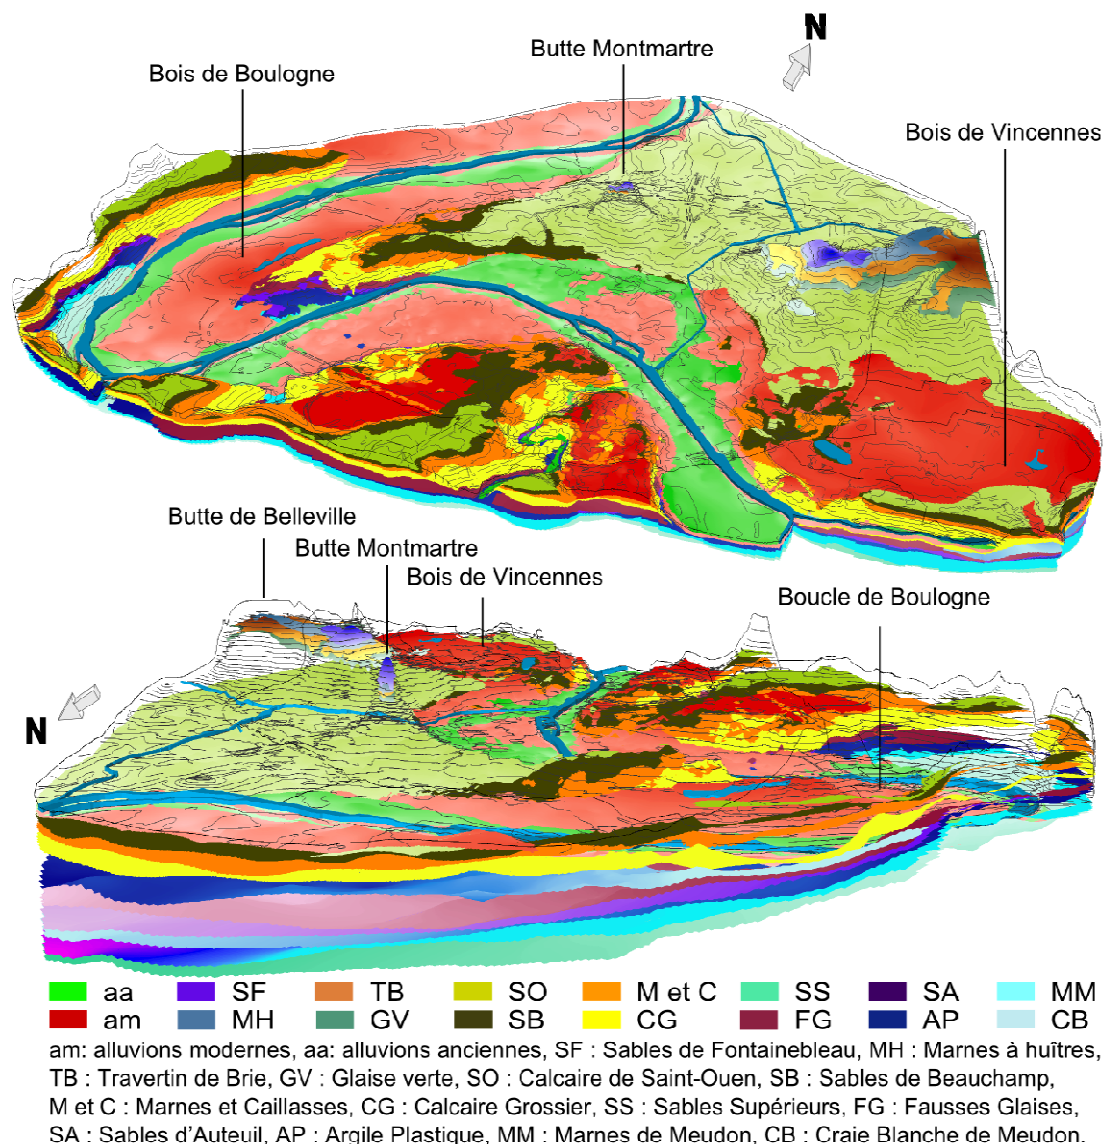 N
Butte Montmartre
Bois de Boulogne
Bois de Vincennes
Butte de Belleville
Butte Montmartre
Bois de Vincennes
Boucle de Boulogne
N
aa SF TB SO M et C SS SA MM
am MH GV SB CG FG AP CB
am: alluvions modernes, aa: alluvions anciennes, SF : Sables de Fontainebleau, MH : Marnes à huîtres,
TB : Travertin de Brie, GV : Glaise verte, SO : Calcaire de Saint-Ouen, SB : Sables de Beauchamp,
M et C : Marnes et Caillasses, CG : Calcaire Grossier, SS : Sables Supérieurs, FG : Fausses Glaises,
SA : Sables d'Auteuil, AP : Argile Plastique, MM : Marnes de Meudon, CB : Craie Blanche de Meudon.